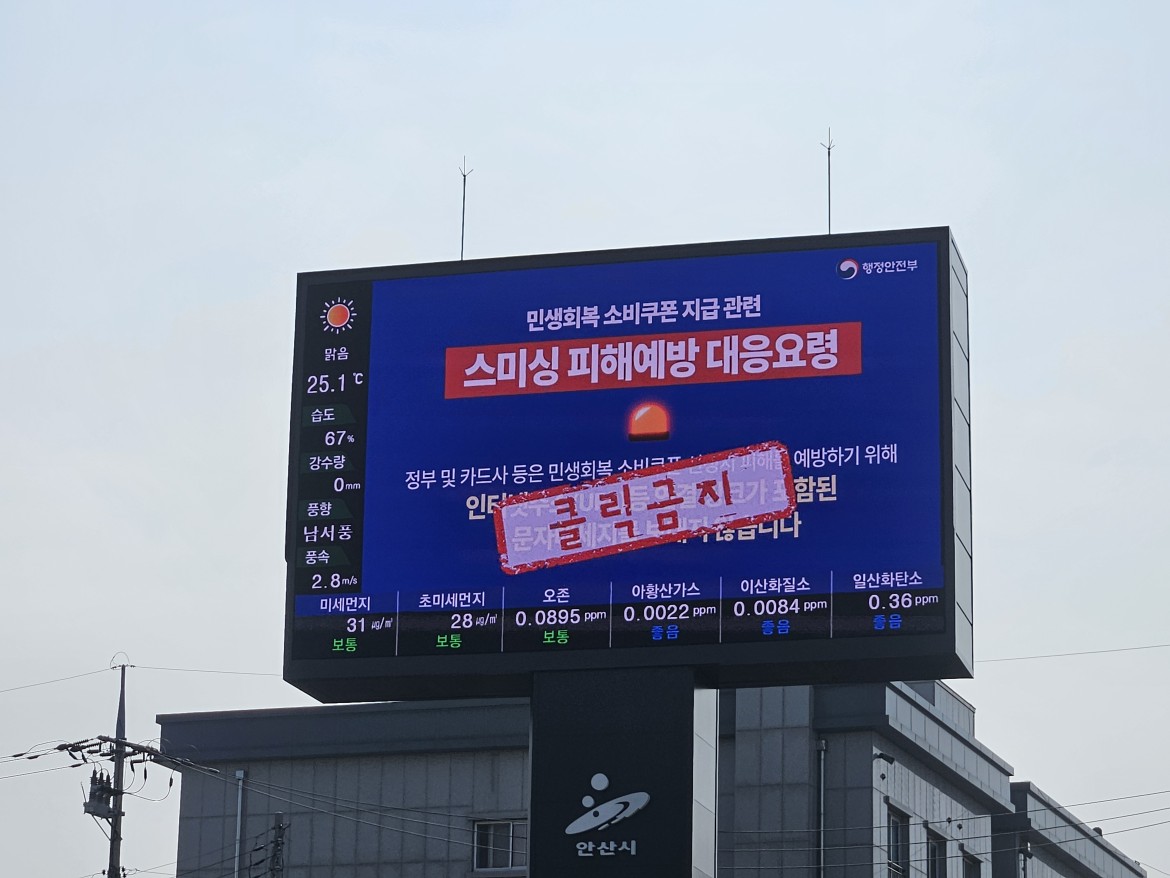 행정안전부
민생회복 소비쿠폰 지급 관련
스미싱 피해예방 대응요령
정부 및 카드사 등은 민생회복 소비쿠폰 피해를 예방하기 위해
포함된
않습니다
클릭금지
맑음
25.1 ℃
습도
67%
강수량
0mm
풍향
남서풍
풍속
2.8m/s
미세먼지 초미세먼지 오존 아황산가스 이산화질소 일산화탄소
31 ㎍/㎥ 28 ㎍/㎥ 0.0895 ppm 0.0022 ppm 0.0084 ppm 0.36 ppm
보통 보통 보통 좋음 좋음 좋음
안산시